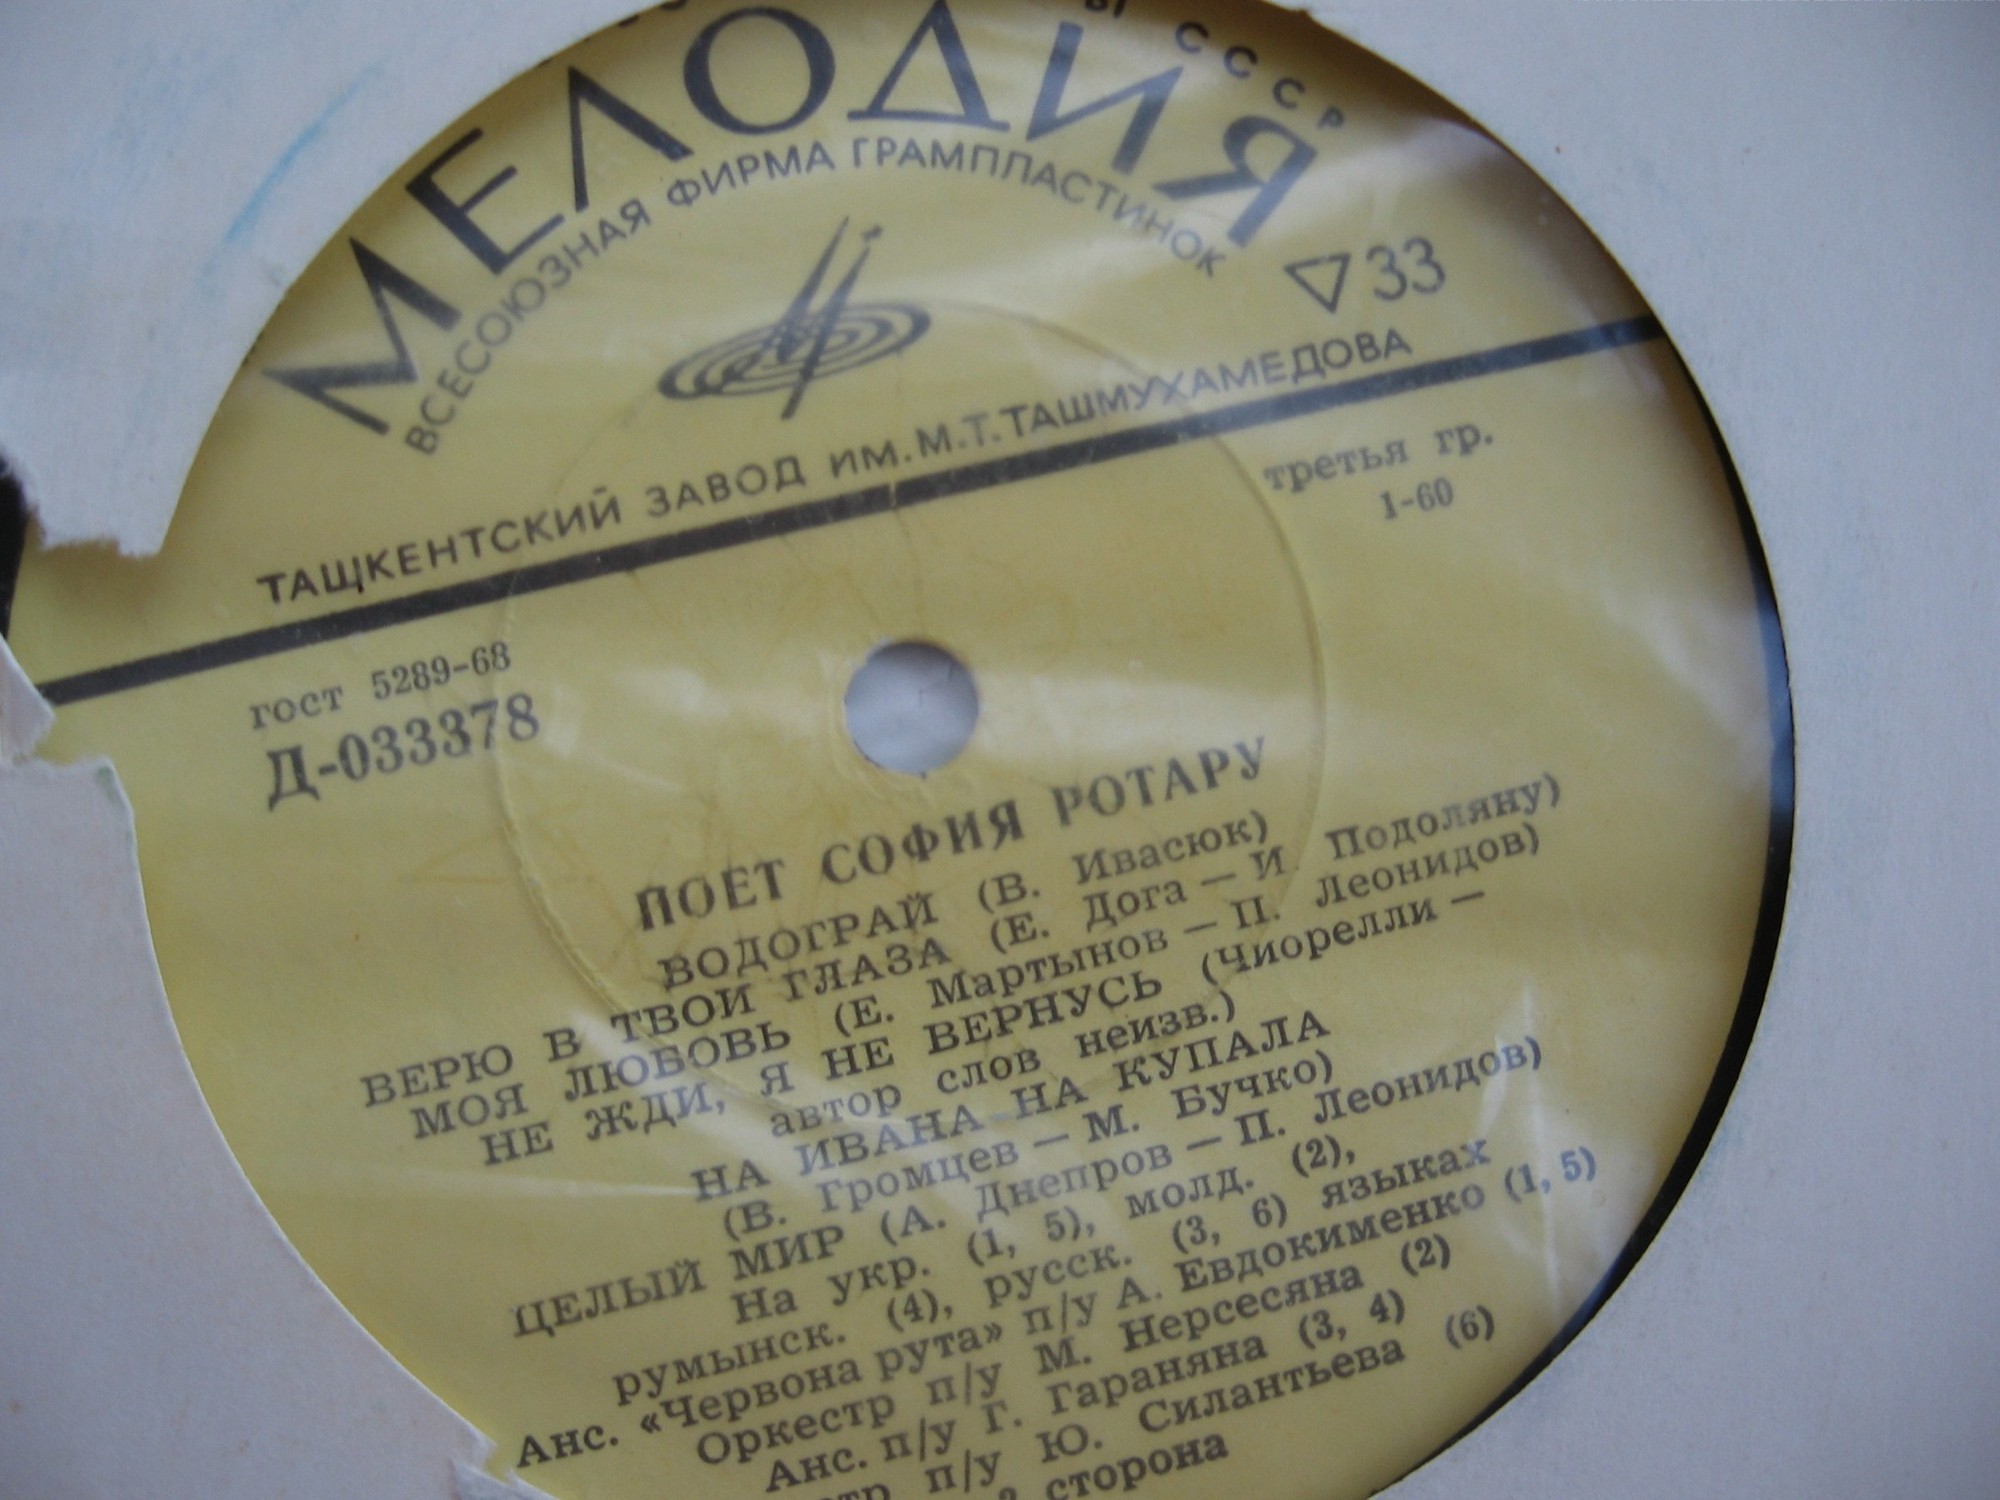 СССР
МЕЛОДИЯ
ВСЕСОЮЗНАЯ ФИРМА ГРАМПЛАСТИНОК
▽33
ТАШКЕНТСКИЙ ЗАВОД ИМ. М.Т. ТАШМУХАМЕДОВА
третья гр.
1-60
гост 5289-68
Д-033378
ПОЕТ СОФИЯ РОТАРУ
ВОДОГРАЙ (В. Ивасюк)
ВЕРЮ В ТВОИ ГЛАЗА (Е. Дога — И. Подоляну)
МОЯ ЛЮБОВЬ (Е. Мартынов — П. Леонидов)
НЕ ЖДИ, Я НЕ ВЕРНУСЬ (Чиорелли —
автор слов неизв.)
НА ИВАНА НА КУПАЛА
(В. Громцев — М. Бучко)
ЦЕЛЫЙ МИР (А. Днепров — П. Леонидов)
На укр. (1, 5), молд. (2),
румынск. (4), русск. (3, 6) языках
Анс. «Червона рута» п/у А. Евдокименко (1, 5)
Оркестр п/у М. Нерсесяна (2)
Анс. п/у Г. Гараняна (3, 4)
п/у Ю. Силантьева (6)
сторона